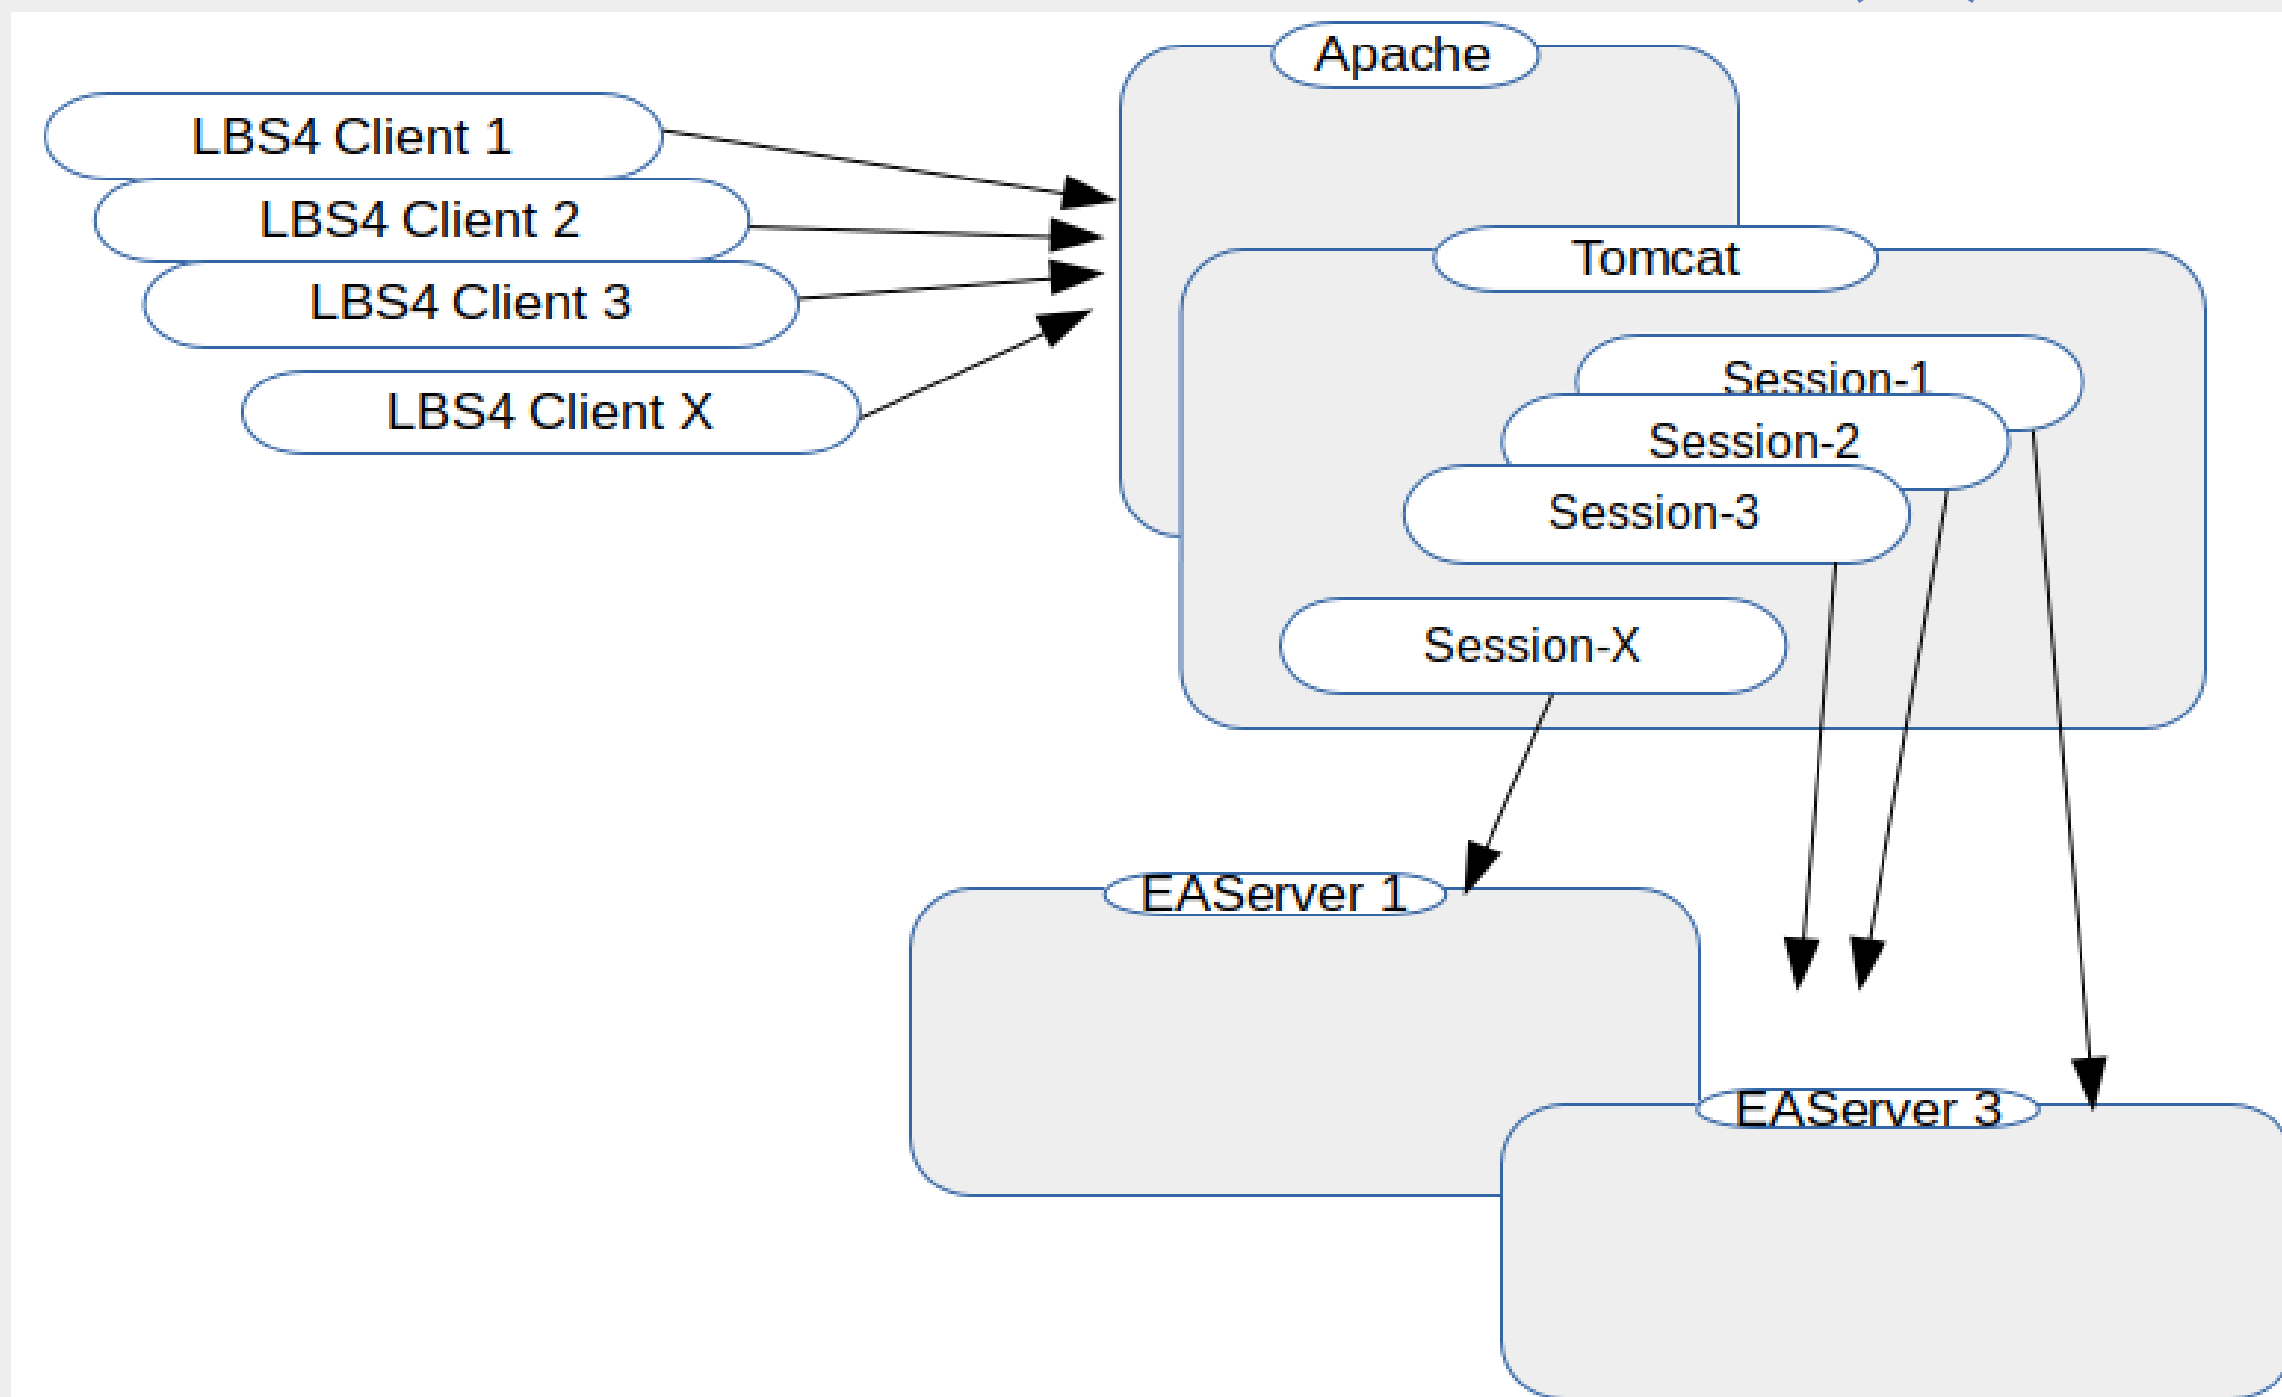 Apache
LBS4 Client 1
LBS4 Client 2
LBS4 Client 3
LBS4 Client X
Tomcat
Session-1
Session-2
Session-3
Session-X
EAServer 1
EAServer 3